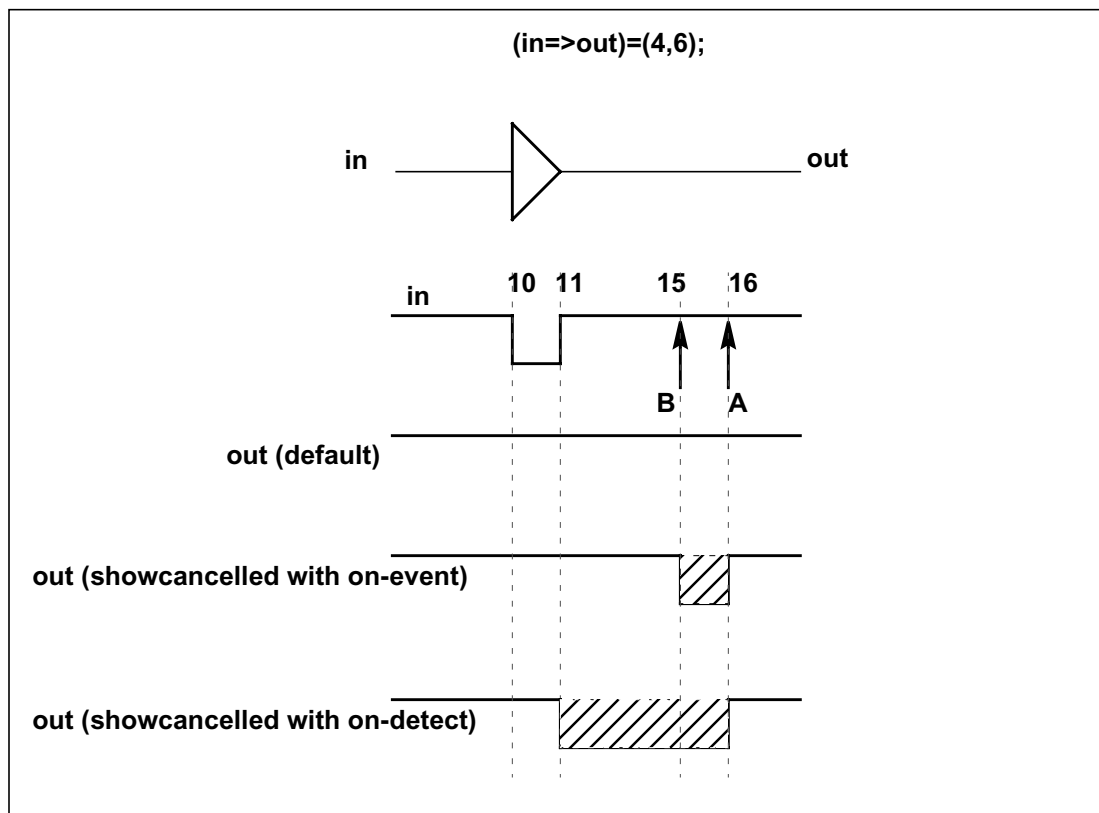 (in=>out)=(4,6);
in
out
10 11 15 16
in
B A
out (default)
out (showcancelled with on-event)
out (showcancelled with on-detect)